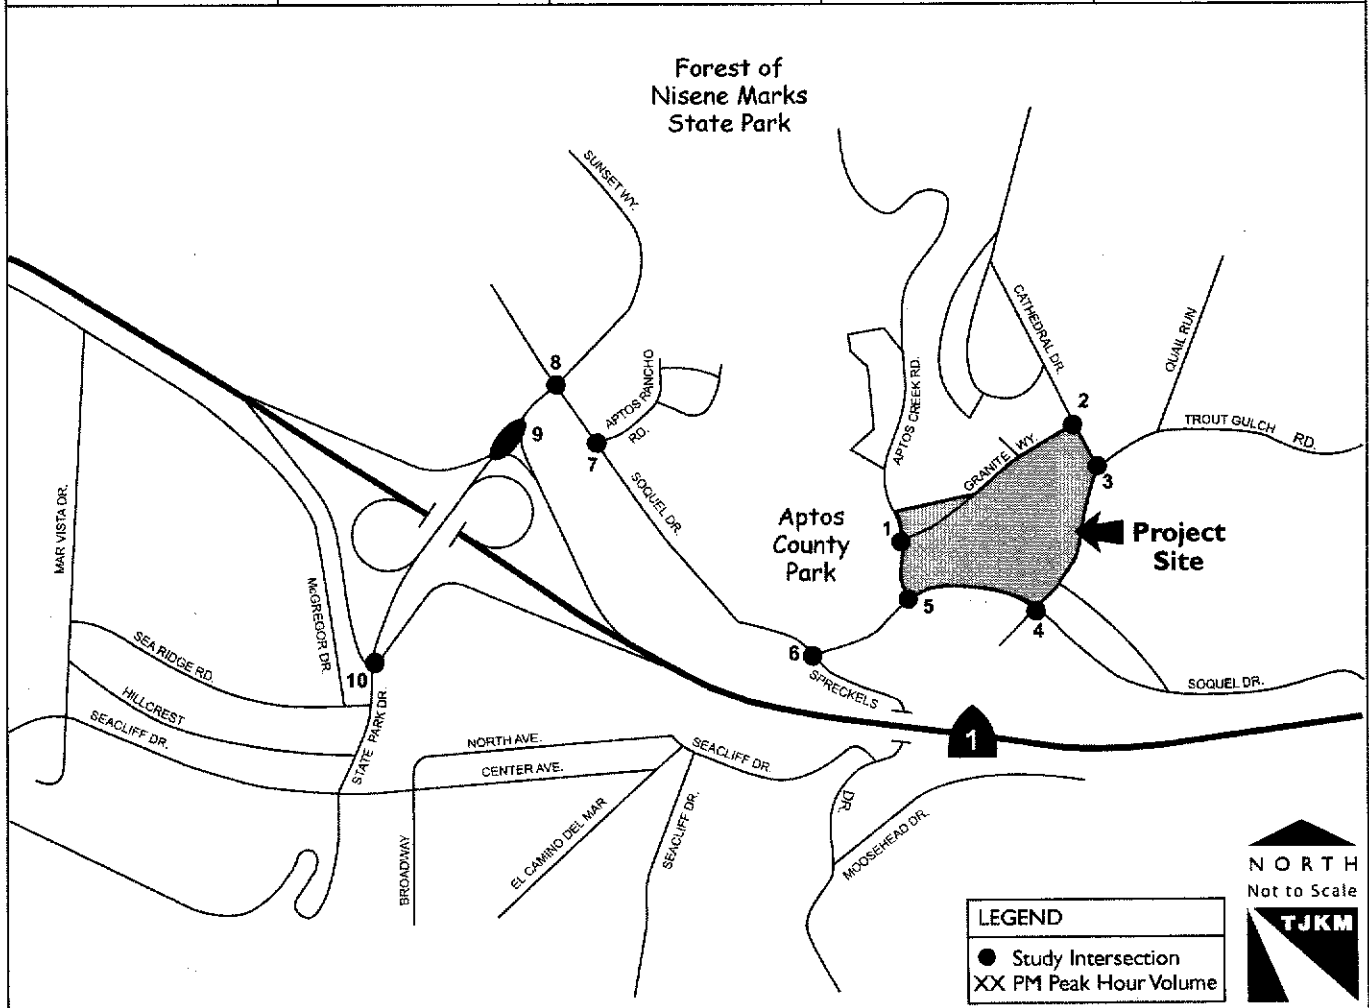 Forest of
Nisene Marks
State Park
SUNSET WY.
CATHEDRAL DR.
QUAIL RUN
8
APTOS RANCHO
RD.
APTOS CREEK RD.
2
TROUT GULCH RD.
9
7
3
GRANITE WY.
SOQUEL DR.
MAR VISTA DR.
Aptos
County
Park
1
Project
Site
McGREGOR DR.
5
4
SEA RIDGE RD.
6
10
SPRECKELS
SOQUEL DR.
HILLCREST
SEACLIFF DR.
STATE PARK DR.
NORTH AVE.
SEACLIFF DR.
1
CENTER AVE.
DR.
EL CAMINO DEL MAR
SEACLIFF DR.
MOOSEHEAD DR.
BROADWAY
NORTH
Not to Scale
TJKM
LEGEND
Study Intersection
XX PM Peak Hour Volume